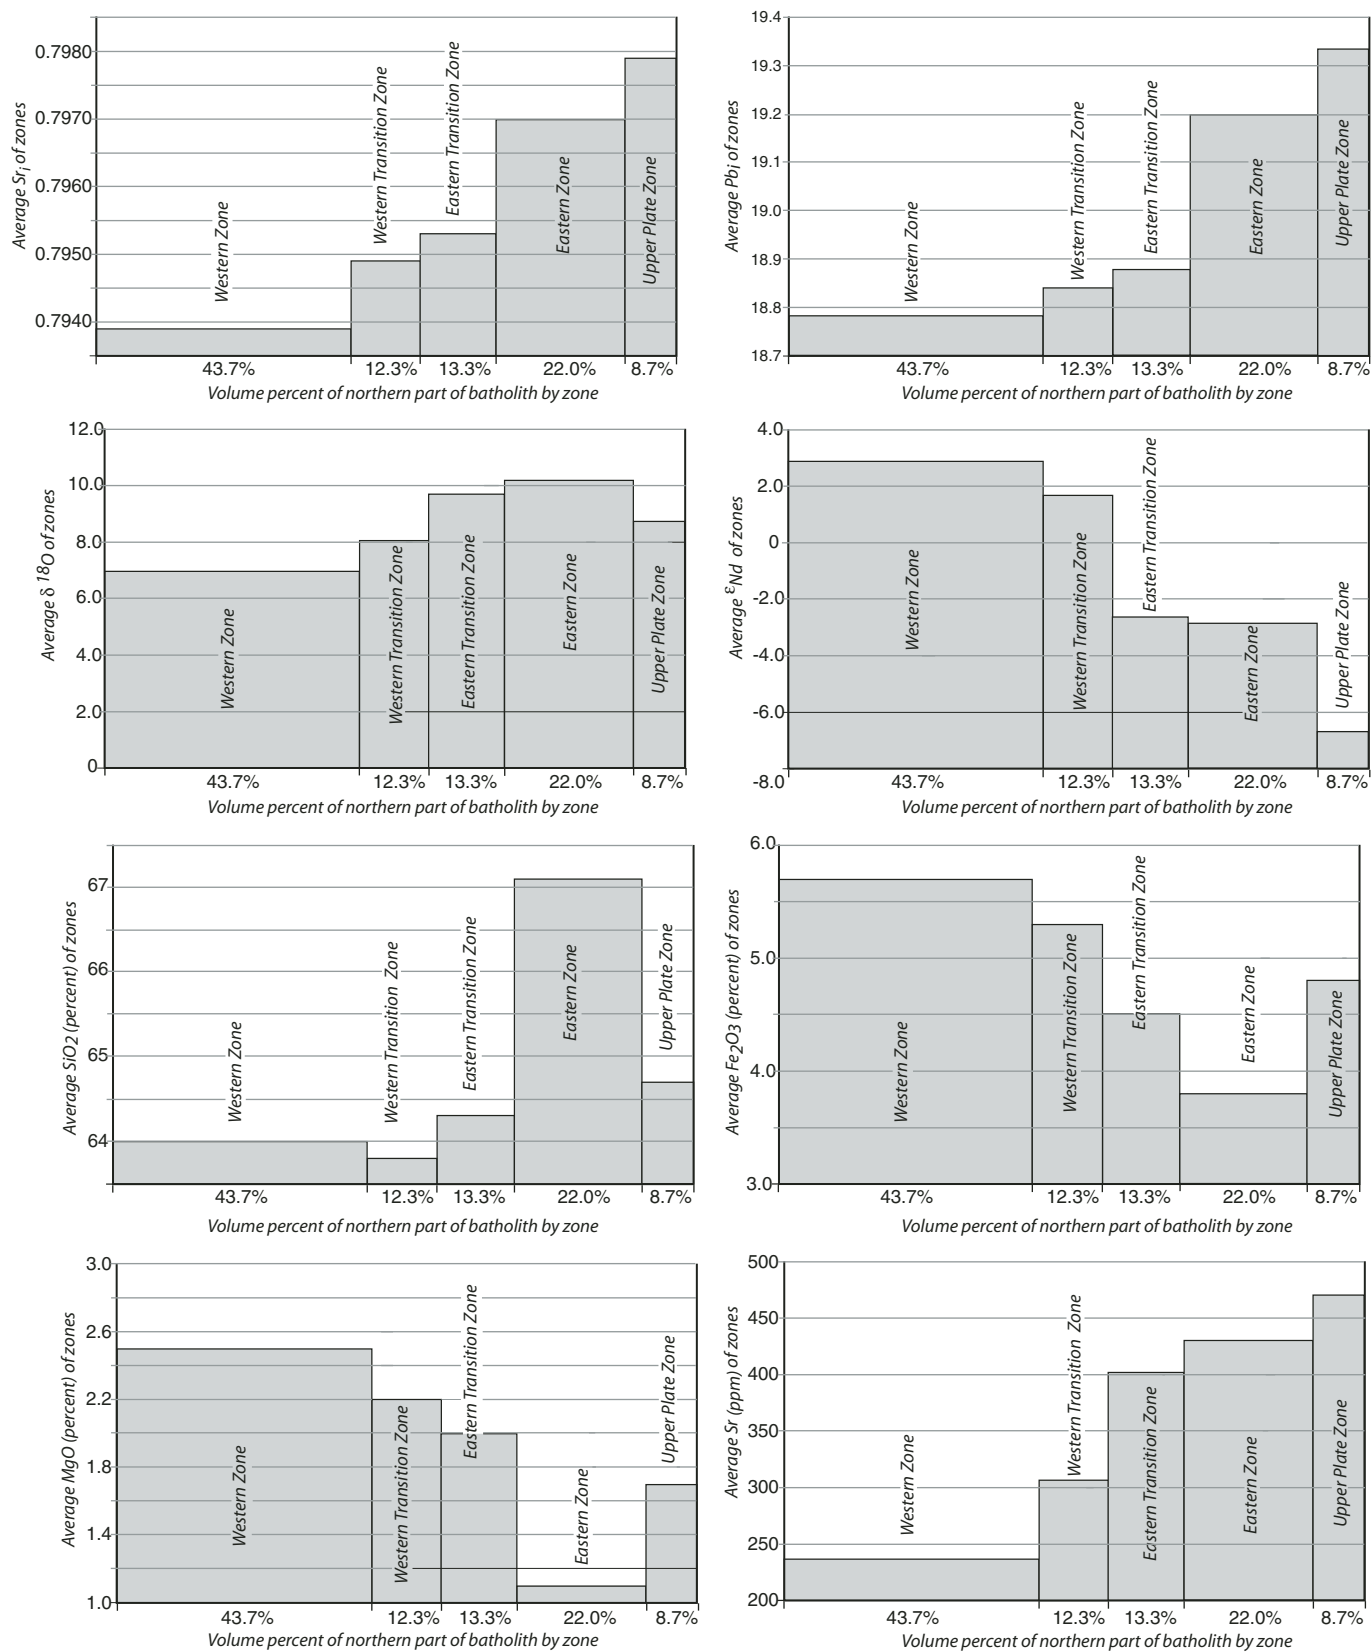 Average Sri of zones
0.7980
0.7970
0.7960
0.7950
0.7940
Western Zone
Western Transition Zone
Eastern Transition Zone
Eastern Zone
Upper Plate Zone
43.7% 12.3% 13.3% 22.0% 8.7%
Volume percent of northern part of batholith by zone
Average Pbi of zones
19.4
19.3
19.2
19.1
19.0
18.9
18.8
18.7
Western Zone
Western Transition Zone
Eastern Transition Zone
Eastern Zone
Upper Plate Zone
43.7% 12.3% 13.3% 22.0% 8.7%
Volume percent of northern part of batholith by zone
Average δ 18O of zones
12.0
10.0
8.0
6.0
4.0
2.0
0
Western Zone
Western Transition Zone
Eastern Transition Zone
Eastern Zone
Upper Plate Zone
43.7% 12.3% 13.3% 22.0% 8.7%
Volume percent of northern part of batholith by zone
Average εNd of zones
4.0
2.0
0
-2.0
-4.0
-6.0
-8.0
Western Zone
Western Transition Zone
Eastern Transition Zone
Eastern Zone
Upper Plate Zone
43.7% 12.3% 13.3% 22.0% 8.7%
Volume percent of northern part of batholith by zone
Average SiO2 (percent) of zones
67
66
65
64
Western Zone
Western Transition Zone
Eastern Transition Zone
Eastern Zone
Upper Plate Zone
43.7% 12.3% 13.3% 22.0% 8.7%
Volume percent of northern part of batholith by zone
Average Fe2O3 (percent) of zones
6.0
5.0
4.0
3.0
Western Zone
Western Transition Zone
Eastern Transition Zone
Eastern Zone
Upper Plate Zone
43.7% 12.3% 13.3% 22.0% 8.7%
Volume percent of northern part of batholith by zone
Average MgO (percent) of zones
3.0
2.6
2.2
1.8
1.4
1.0
Western Zone
Western Transition Zone
Eastern Transition Zone
Eastern Zone
Upper Plate Zone
43.7% 12.3% 13.3% 22.0% 8.7%
Volume percent of northern part of batholith by zone
Average Sr (ppm) of zones
500
450
400
350
300
250
200
Western Zone
Western Transition Zone
Eastern Transition Zone
Eastern Zone
Upper Plate Zone
43.7% 12.3% 13.3% 22.0% 8.7%
Volume percent of northern part of batholith by zone